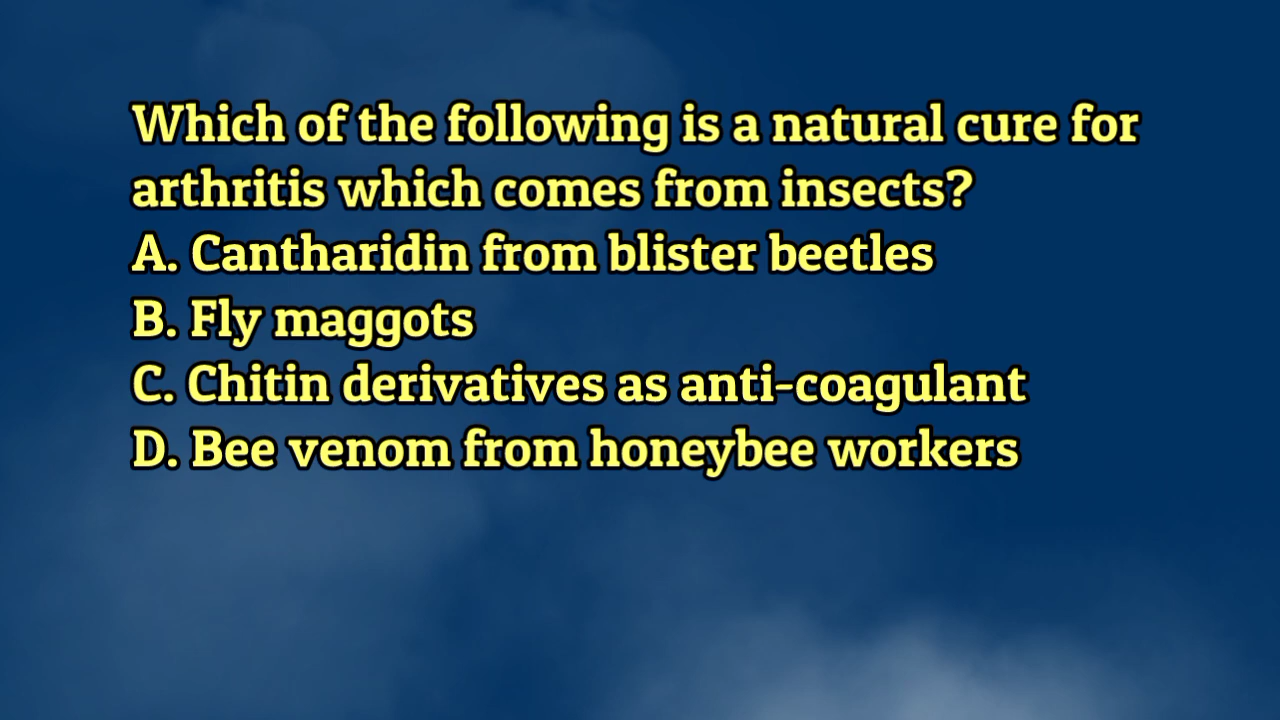 Which of the following is a natural cure for
arthritis which comes from insects?
A. Cantharidin from blister beetles
B. Fly maggots
C. Chitin derivatives as anti-coagulant
D. Bee venom from honeybee workers